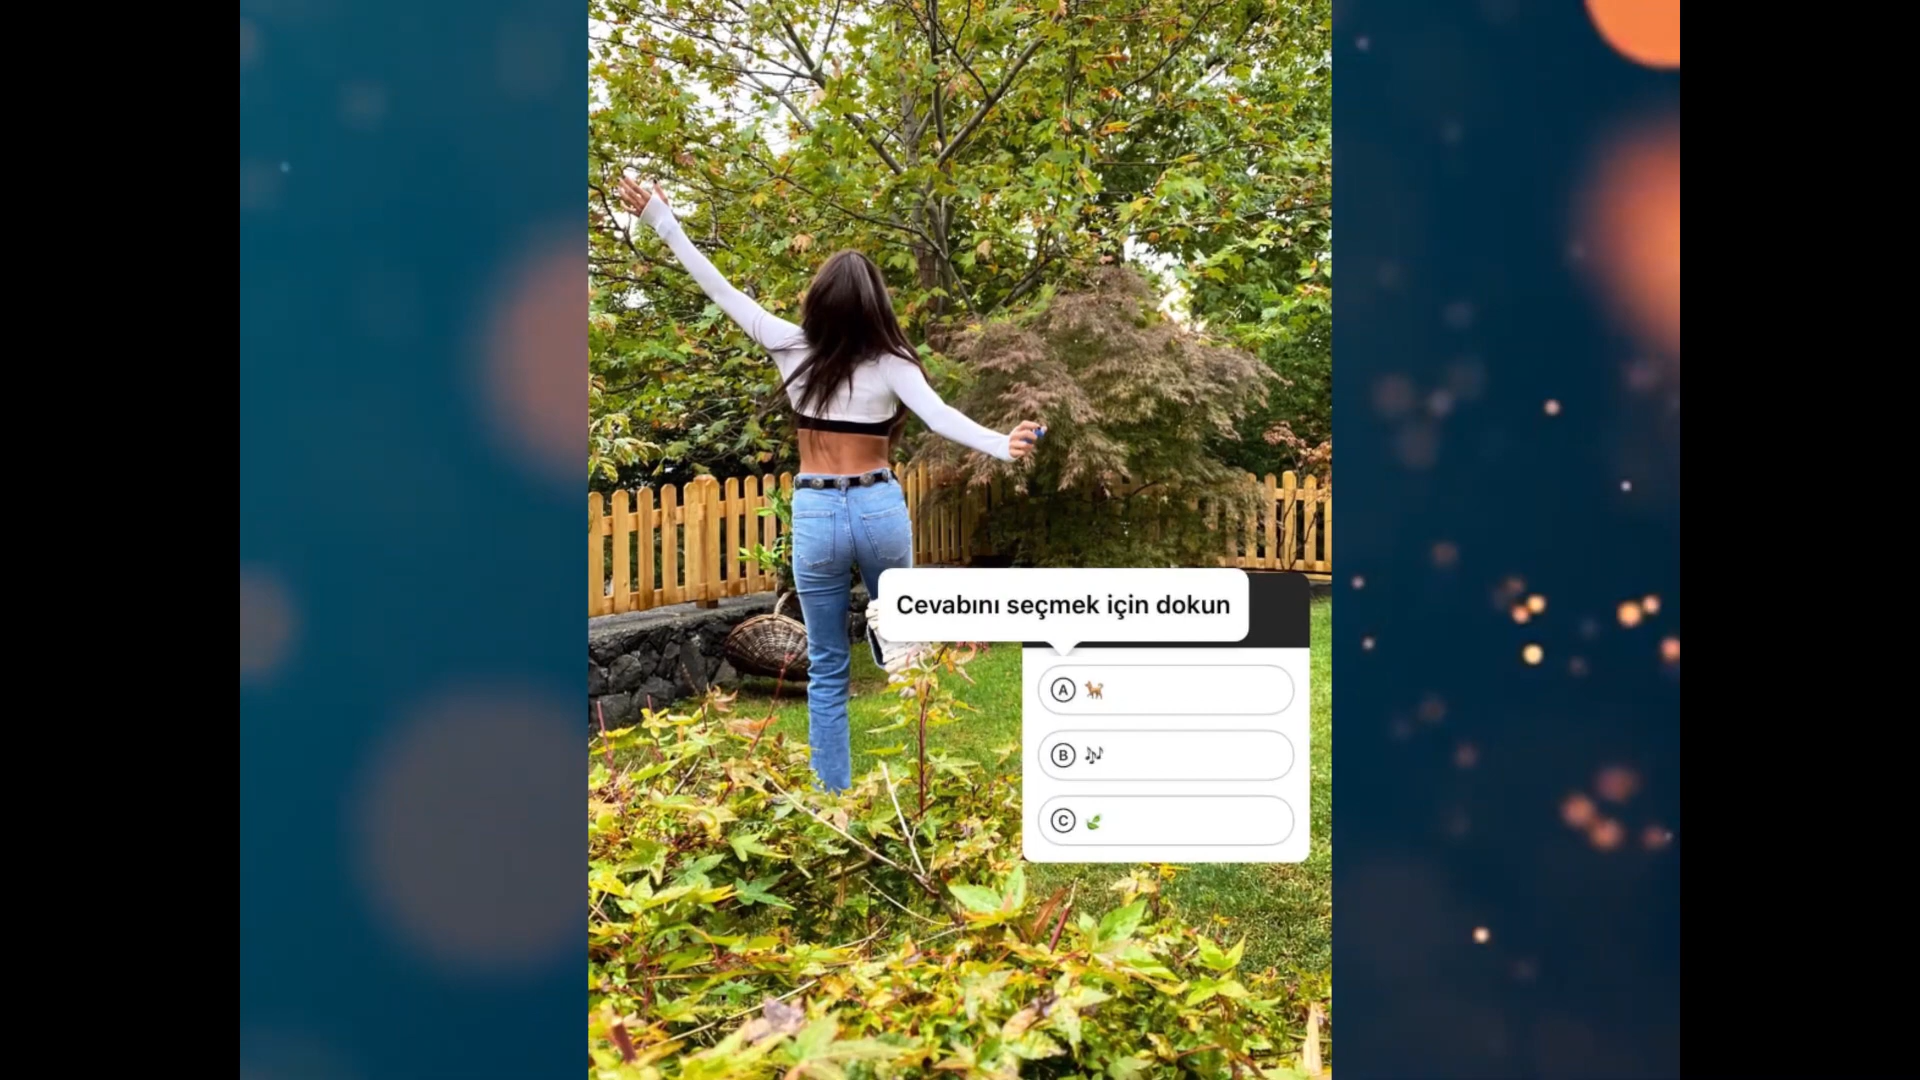 Cevabını seçmek için dokun
A 🐕
B 🎶
C 🍃